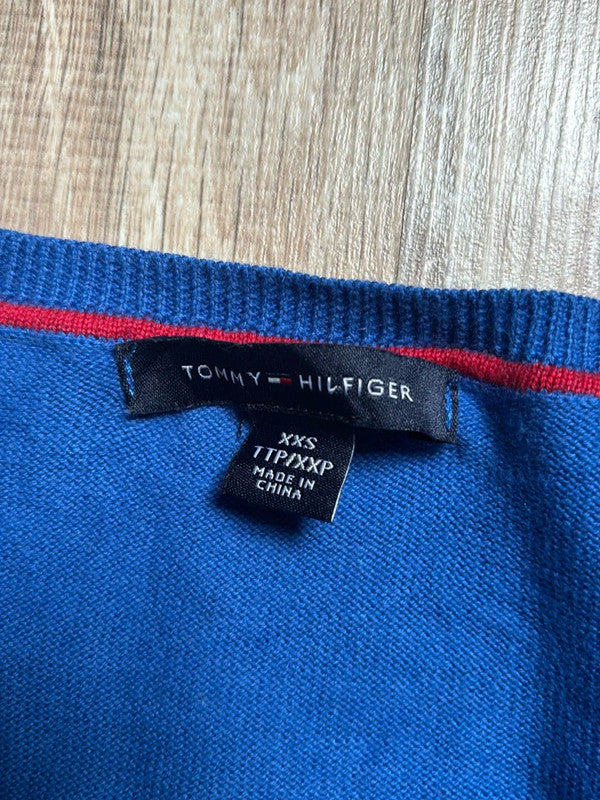 TOMMY HILFIGER
XXS
TTP/XXP
MADE IN
CHINA